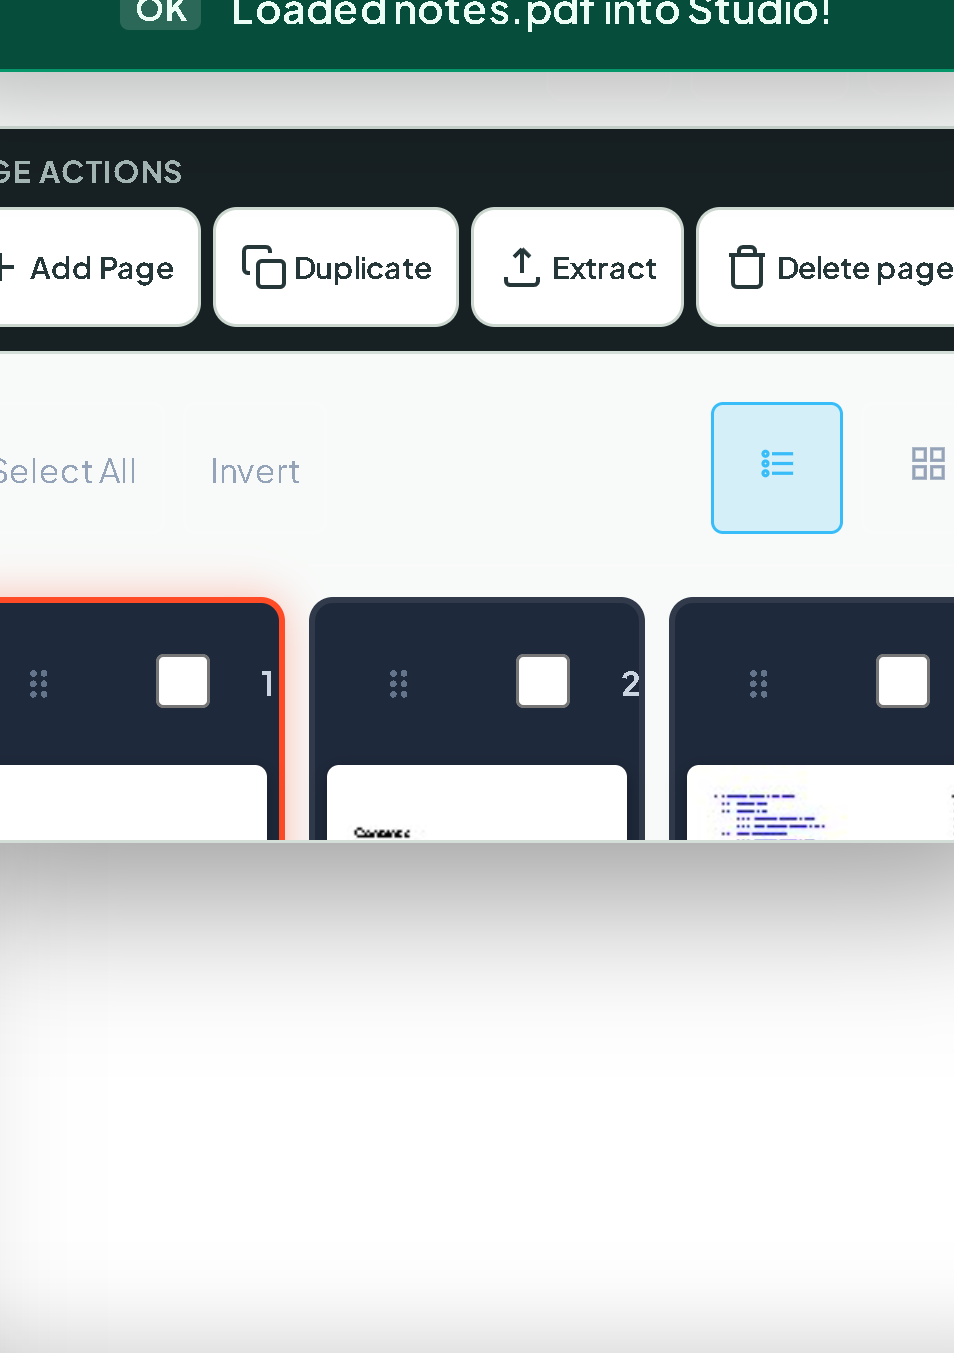 OK Loaded notes.pdf into Studio!
GE ACTIONS
Add Page Duplicate Extract Delete page
Select All Invert
1 2
Contents